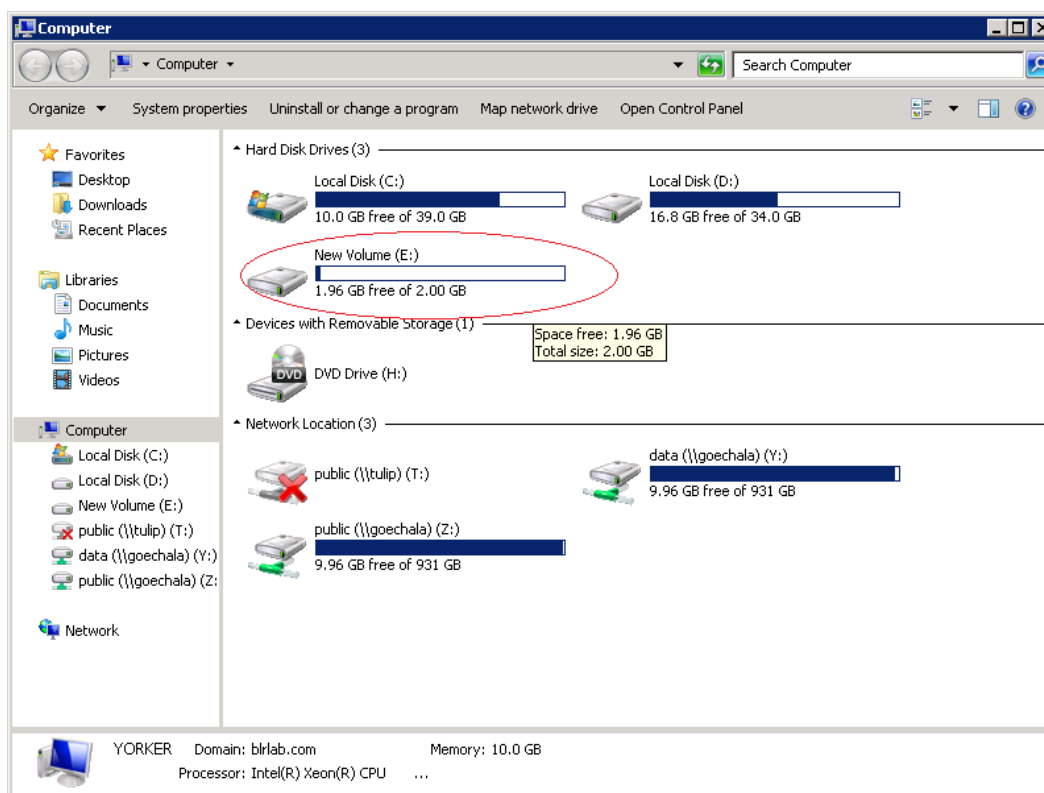 Computer
Computer
Search Computer
Organize System properties Uninstall or change a program Map network drive Open Control Panel
Favorites
Desktop
Downloads
Recent Places
Libraries
Documents
Music
Pictures
Videos
Computer
Local Disk (C:)
Local Disk (D:)
New Volume (E:)
public (\\tulip) (T:)
data (\\goechala) (Y:)
public (\\goechala) (Z:
Network
Hard Disk Drives (3)
Local Disk (C:)
10.0 GB free of 39.0 GB
Local Disk (D:)
16.8 GB free of 34.0 GB
New Volume (E:)
1.96 GB free of 2.00 GB
Devices with Removable Storage (1)
Space free: 1.96 GB
Total size: 2.00 GB
DVD
DVD Drive (H:)
Network Location (3)
public (\\tulip) (T:)
data (\\goechala) (Y:)
9.96 GB free of 931 GB
public (\\goechala) (Z:)
9.96 GB free of 931 GB
YORKER Domain: blrlab.com Memory: 10.0 GB
Processor: Intel(R) Xeon(R) CPU ...